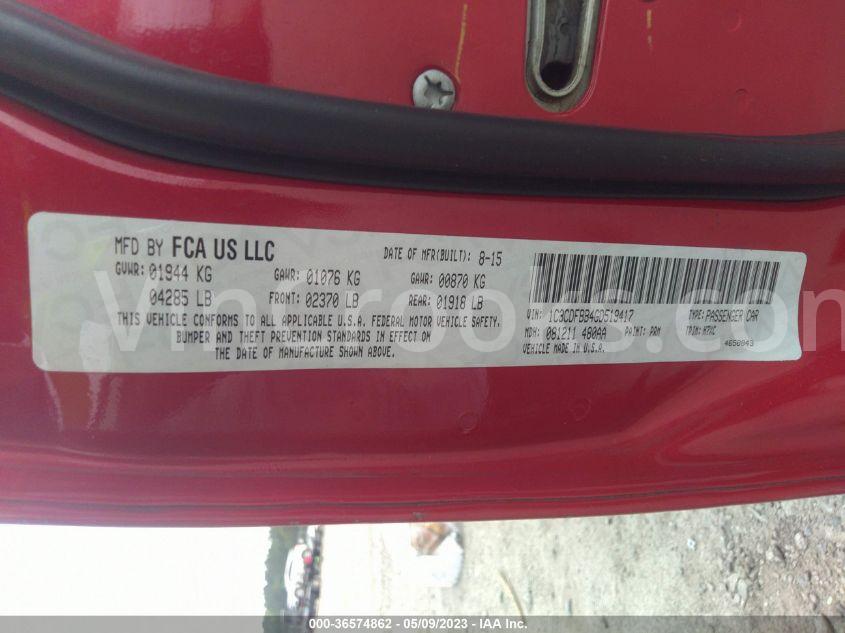 MFD BY FCA US LLC DATE OF MFR(BUILT): 8-15
GVWR: 01944 KG GAWR: 01076 KG GAWR: 00870 KG
04285 LB FRONT: 02370 LB REAR: 01918 LB
THIS VEHICLE CONFORMS TO ALL APPLICABLE U.S.A. FEDERAL MOTOR VEHICLE SAFETY,
BUMPER AND THEFT PREVENTION STANDARDS IN EFFECT ON
THE DATE OF MANUFACTURE SHOWN ABOVE.
VIN: 1C3CDFBB4GD519417 TYPE: PASSENGER CAR
MDH: 081211 480AA PAINT: PRM TRIM:
VEHICLE MADE IN U.S.A. 4650843
000-36574862 - 05/09/2023 - IAA Inc.